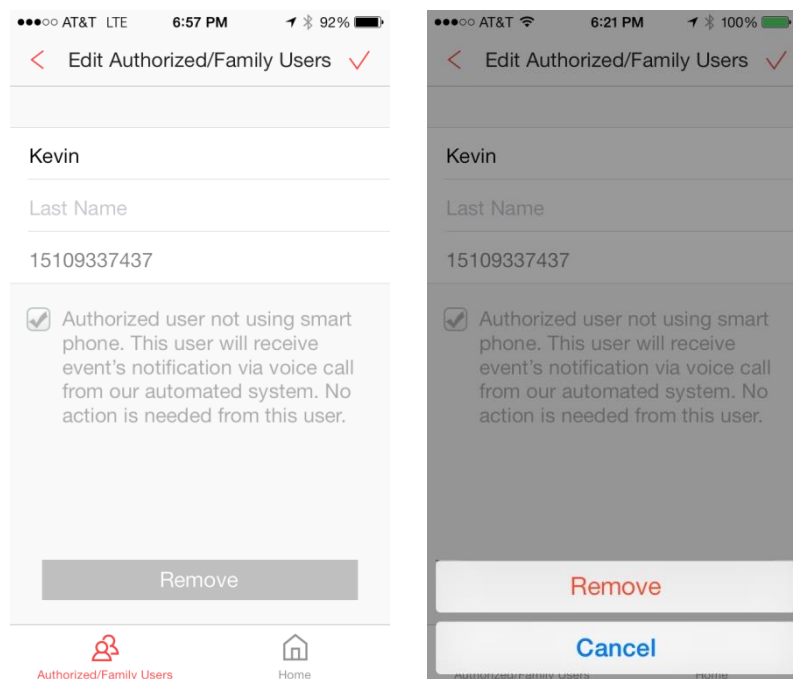 AT&T LTE 6:57 PM 92%
Edit Authorized/Family Users
Kevin
Last Name
15109337437
Authorized user not using smart
phone. This user will receive
event's notification via voice call
from our automated system. No
action is needed from this user.
Remove
Authorized/Family Users Home
AT&T 6:21 PM 100%
Edit Authorized/Family Users
Kevin
Last Name
15109337437
Authorized user not using smart
phone. This user will receive
event's notification via voice call
from our automated system. No
action is needed from this user.
Remove
Cancel
Authorized/Family Users Home